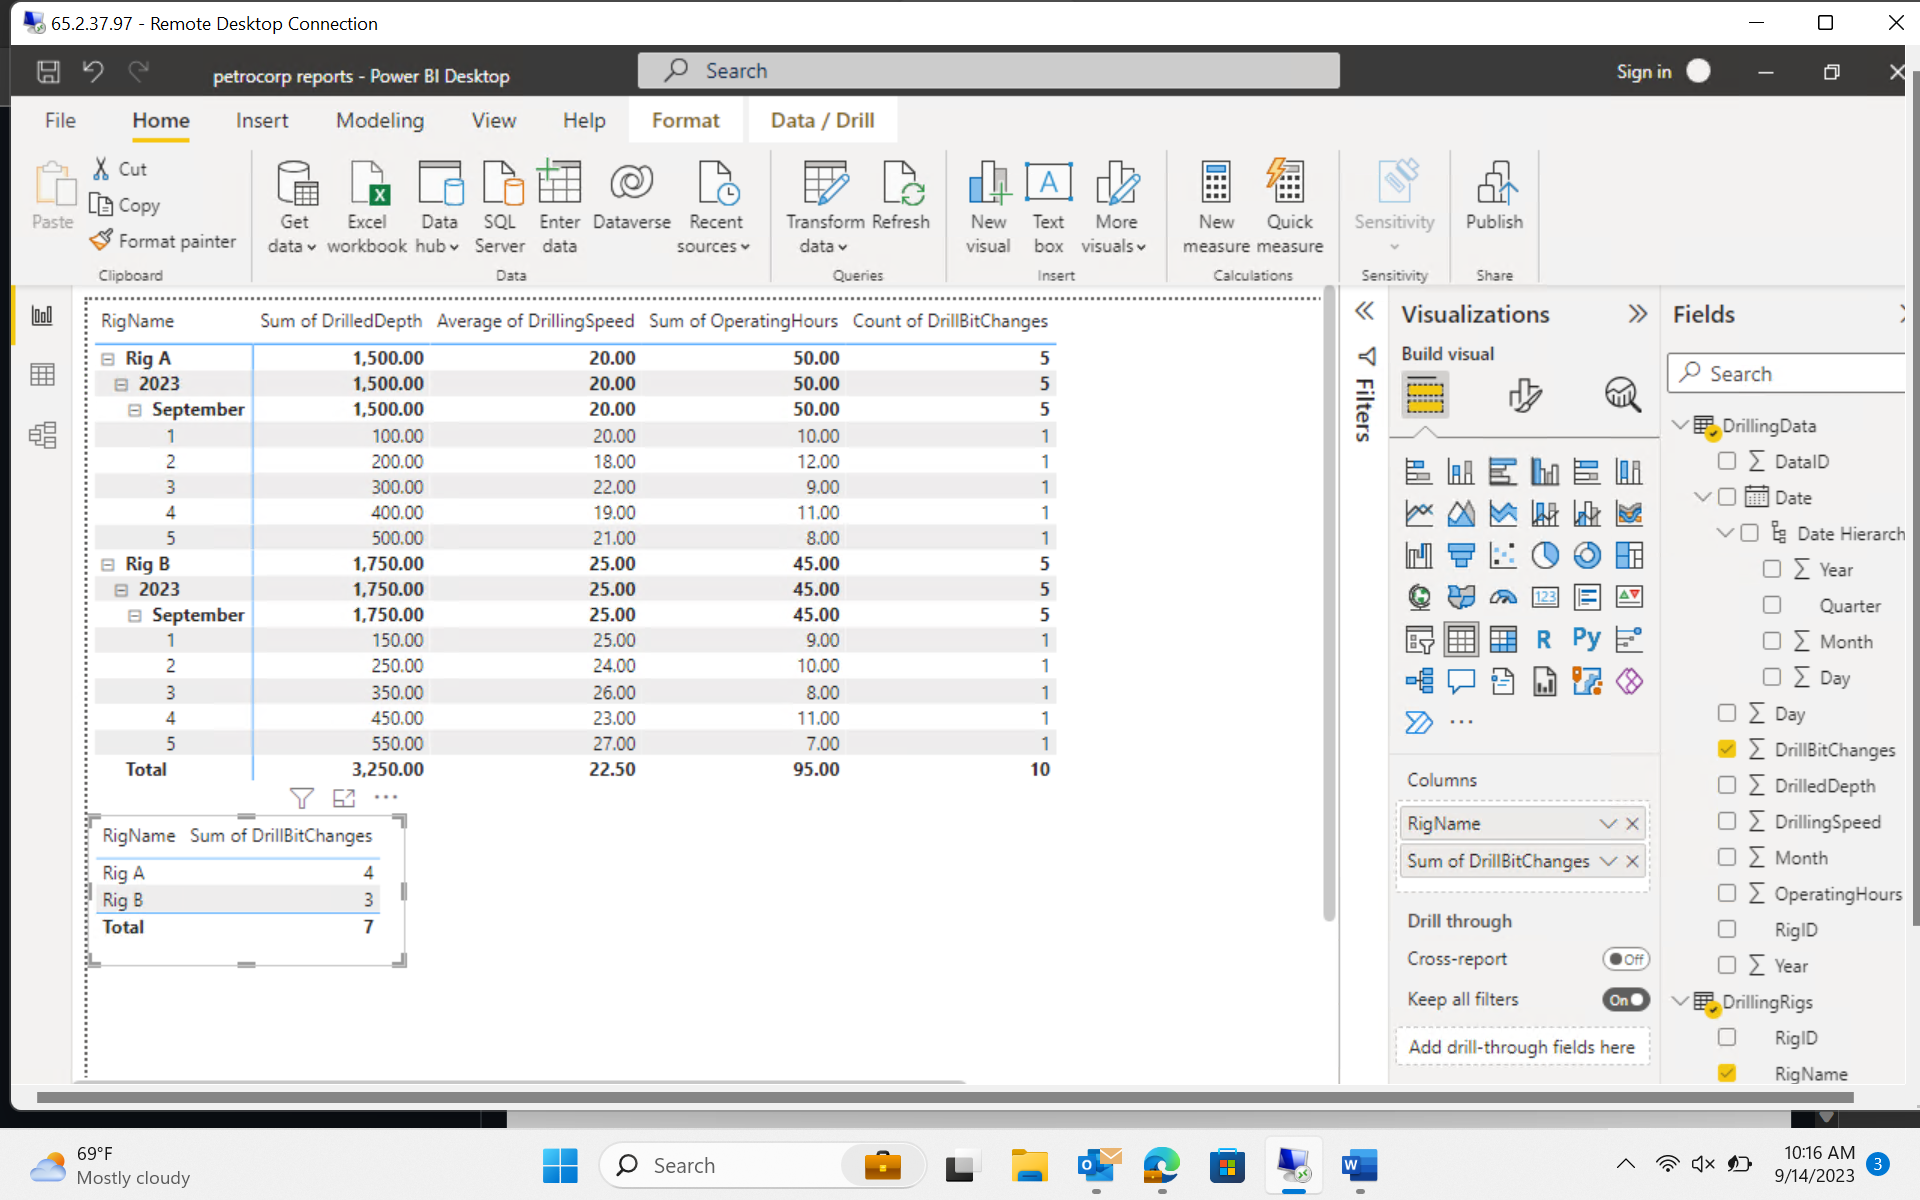 65.2.37.97 - Remote Desktop Connection
petrocorp reports - Power BI Desktop
Search
Sign in
File Home Insert Modeling View Help Format Data / Drill
Paste
Cut
Copy
Format painter
Clipboard
Get data
Excel workbook
Data hub
SQL Server
Enter data
Dataverse
Recent sources
Data
Transform data
Refresh
Queries
New visual
Text box
More visuals
Insert
New measure
Quick measure
Calculations
Sensitivity
Sensitivity
Publish
Share
RigName Sum of DrilledDepth Average of DrillingSpeed Sum of OperatingHours Count of DrillBitChanges
Rig A 1,500.00 20.00 50.00 5
2023 1,500.00 20.00 50.00 5
September 1,500.00 20.00 50.00 5
1 100.00 20.00 10.00 1
2 200.00 18.00 12.00 1
3 300.00 22.00 9.00 1
4 400.00 19.00 11.00 1
5 500.00 21.00 8.00 1
Rig B 1,750.00 25.00 45.00 5
2023 1,750.00 25.00 45.00 5
September 1,750.00 25.00 45.00 5
1 150.00 25.00 9.00 1
2 250.00 24.00 10.00 1
3 350.00 26.00 8.00 1
4 450.00 23.00 11.00 1
5 550.00 27.00 7.00 1
Total 3,250.00 22.50 95.00 10
RigName Sum of DrillBitChanges
Rig A 4
Rig B 3
Total 7
Filters
Visualizations
Build visual
123
R
Py
Columns
RigName
Sum of DrillBitChanges
Drill through
Cross-report Off
Keep all filters On
Add drill-through fields here
Fields
Search
DrillingData
DataID
Date
Date Hierarch
Year
Quarter
Month
Day
Day
DrillBitChanges
DrilledDepth
DrillingSpeed
Month
OperatingHours
RigID
Year
DrillingRigs
RigID
RigName
69°F
Mostly cloudy
Search
10:16 AM
9/14/2023
3